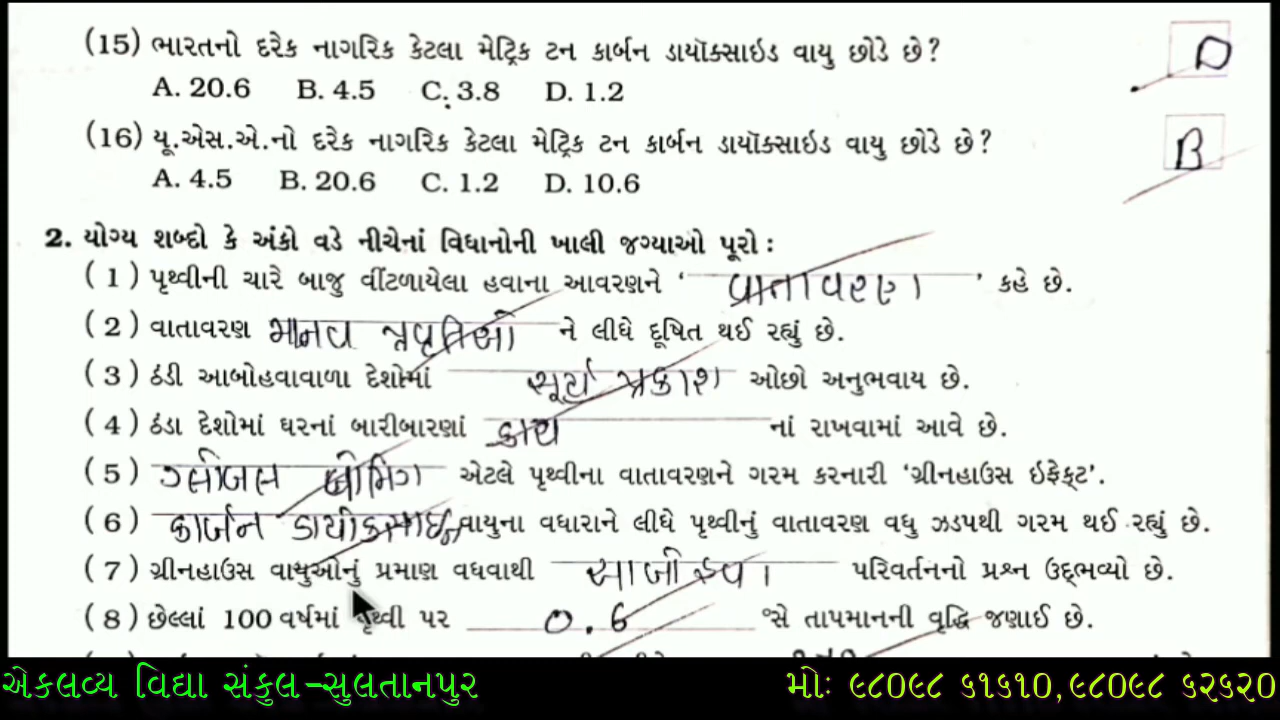 (15) ભારતનો દરેક નાગરિક કેટલા મેટ્રિક ટન કાર્બન ડાયૉક્સાઇડ વાયુ છોડે છે? D
A. 20.6 B. 4.5 C. 3.8 D. 1.2
(16) યૂ.એસ.એ.નો દરેક નાગરિક કેટલા મેટ્રિક ટન કાર્બન ડાયૉક્સાઇડ વાયુ છોડે છે? B
A. 4.5 B. 20.6 C. 1.2 D. 10.6
2. યોગ્ય શબ્દો કે અંકો વડે નીચેનાં વિધાનોની ખાલી જગ્યાઓ પૂરો :
(1) પૃથ્વીની ચારે બાજુ વીંટળાયેલા હવાના આવરણને ‘વાતાવરણ’ કહે છે.
(2) વાતાવરણ માનવ પ્રવૃતિઓ ને લીધે દૂષિત થઈ રહ્યું છે.
(3) ઠંડી આબોહવાવાળા દેશોમાં સૂર્ય પ્રકાશ ઓછો અનુભવાય છે.
(4) ઠંડા દેશોમાં ઘરનાં બારીબારણાં કાચ નાં રાખવામાં આવે છે.
(5) ગ્લોબલ વોર્મિંગ એટલે પૃથ્વીના વાતાવરણને ગરમ કરનારી ‘ગ્રીનહાઉસ ઇફેક્ટ’.
(6) કાર્બન ડાયોકસાઇડ વાયુના વધારાને લીધે પૃથ્વીનું વાતાવરણ વધુ ઝડપથી ગરમ થઈ રહ્યું છે.
(7) ગ્રીનહાઉસ વાયુઓનું પ્રમાણ વધવાથી આબોહવા પરિવર્તનનો પ્રશ્ન ઉદ્ભવ્યો છે.
(8) છેલ્લાં 100 વર્ષમાં પૃથ્વી પર 0.6 °સે તાપમાનની વૃદ્ધિ જણાઈ છે.
એકલવ્ય વિદ્યા સંકુલ-સુલતાનપુર મોઃ ૯૮૦૯૮ ૬૧૬૧૦,૯૮૦૯૮ ૬૨૬૨૦